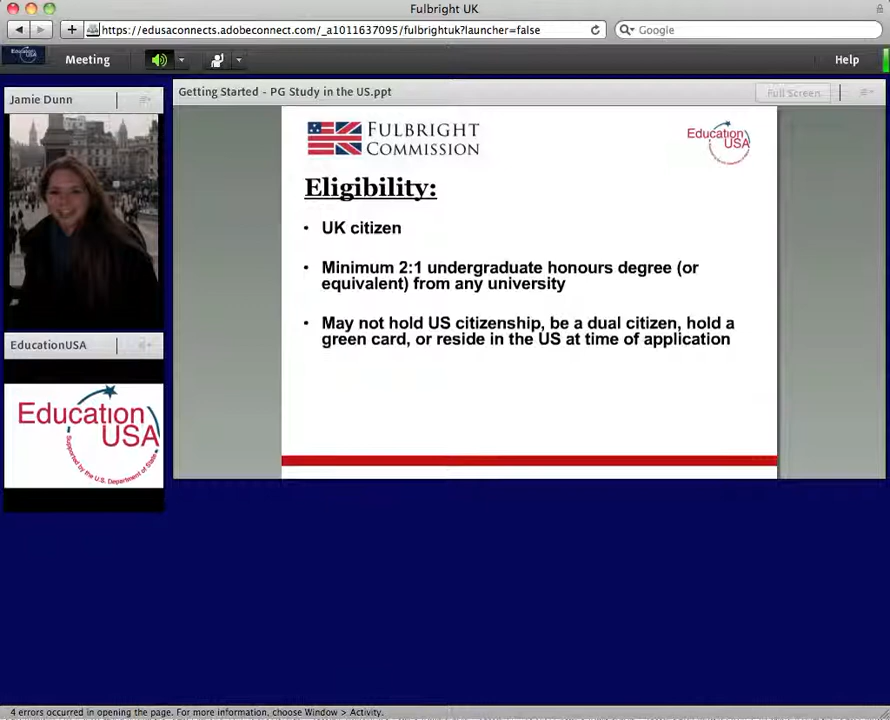 Fulbright UK
https://edusaconnects.adobeconnect.com/_a1011637095/fulbrightuk?launcher=false
Google
Meeting
Help
Jamie Dunn
Getting Started - PG Study in the US.ppt
Full Screen
FULBRIGHT
COMMISSION
Education
USA
Eligibility:
• UK citizen
• Minimum 2:1 undergraduate honours degree (or
equivalent) from any university
• May not hold US citizenship, be a dual citizen, hold a
green card, or reside in the US at time of application
EducationUSA
Education
USA
Supported by the U.S. Department of State
4 errors occurred in opening the page. For more information, choose Window > Activity.